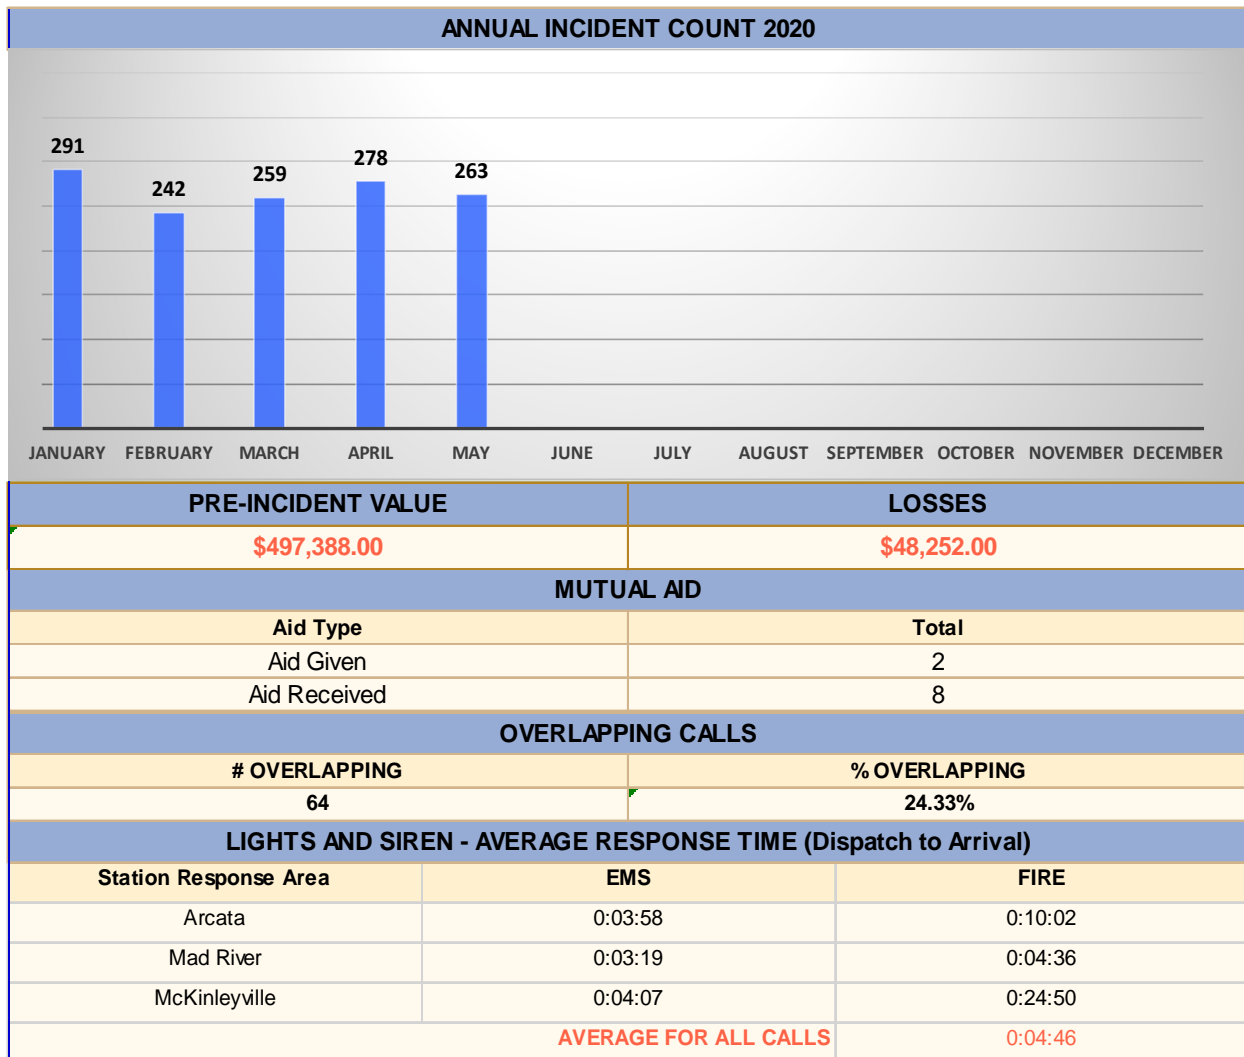 ANNUAL INCIDENT COUNT 2020
291
242
259
278
263
JANUARY FEBRUARY MARCH APRIL MAY JUNE JULY AUGUST SEPTEMBER OCTOBER NOVEMBER DECEMBER
PRE-INCIDENT VALUE LOSSES
$497,388.00 $48,252.00
MUTUAL AID
Aid Type Total
Aid Given 2
Aid Received 8
OVERLAPPING CALLS
# OVERLAPPING % OVERLAPPING
64 24.33%
LIGHTS AND SIREN - AVERAGE RESPONSE TIME (Dispatch to Arrival)
Station Response Area EMS FIRE
Arcata 0:03:58 0:10:02
Mad River 0:03:19 0:04:36
McKinleyville 0:04:07 0:24:50
AVERAGE FOR ALL CALLS 0:04:46